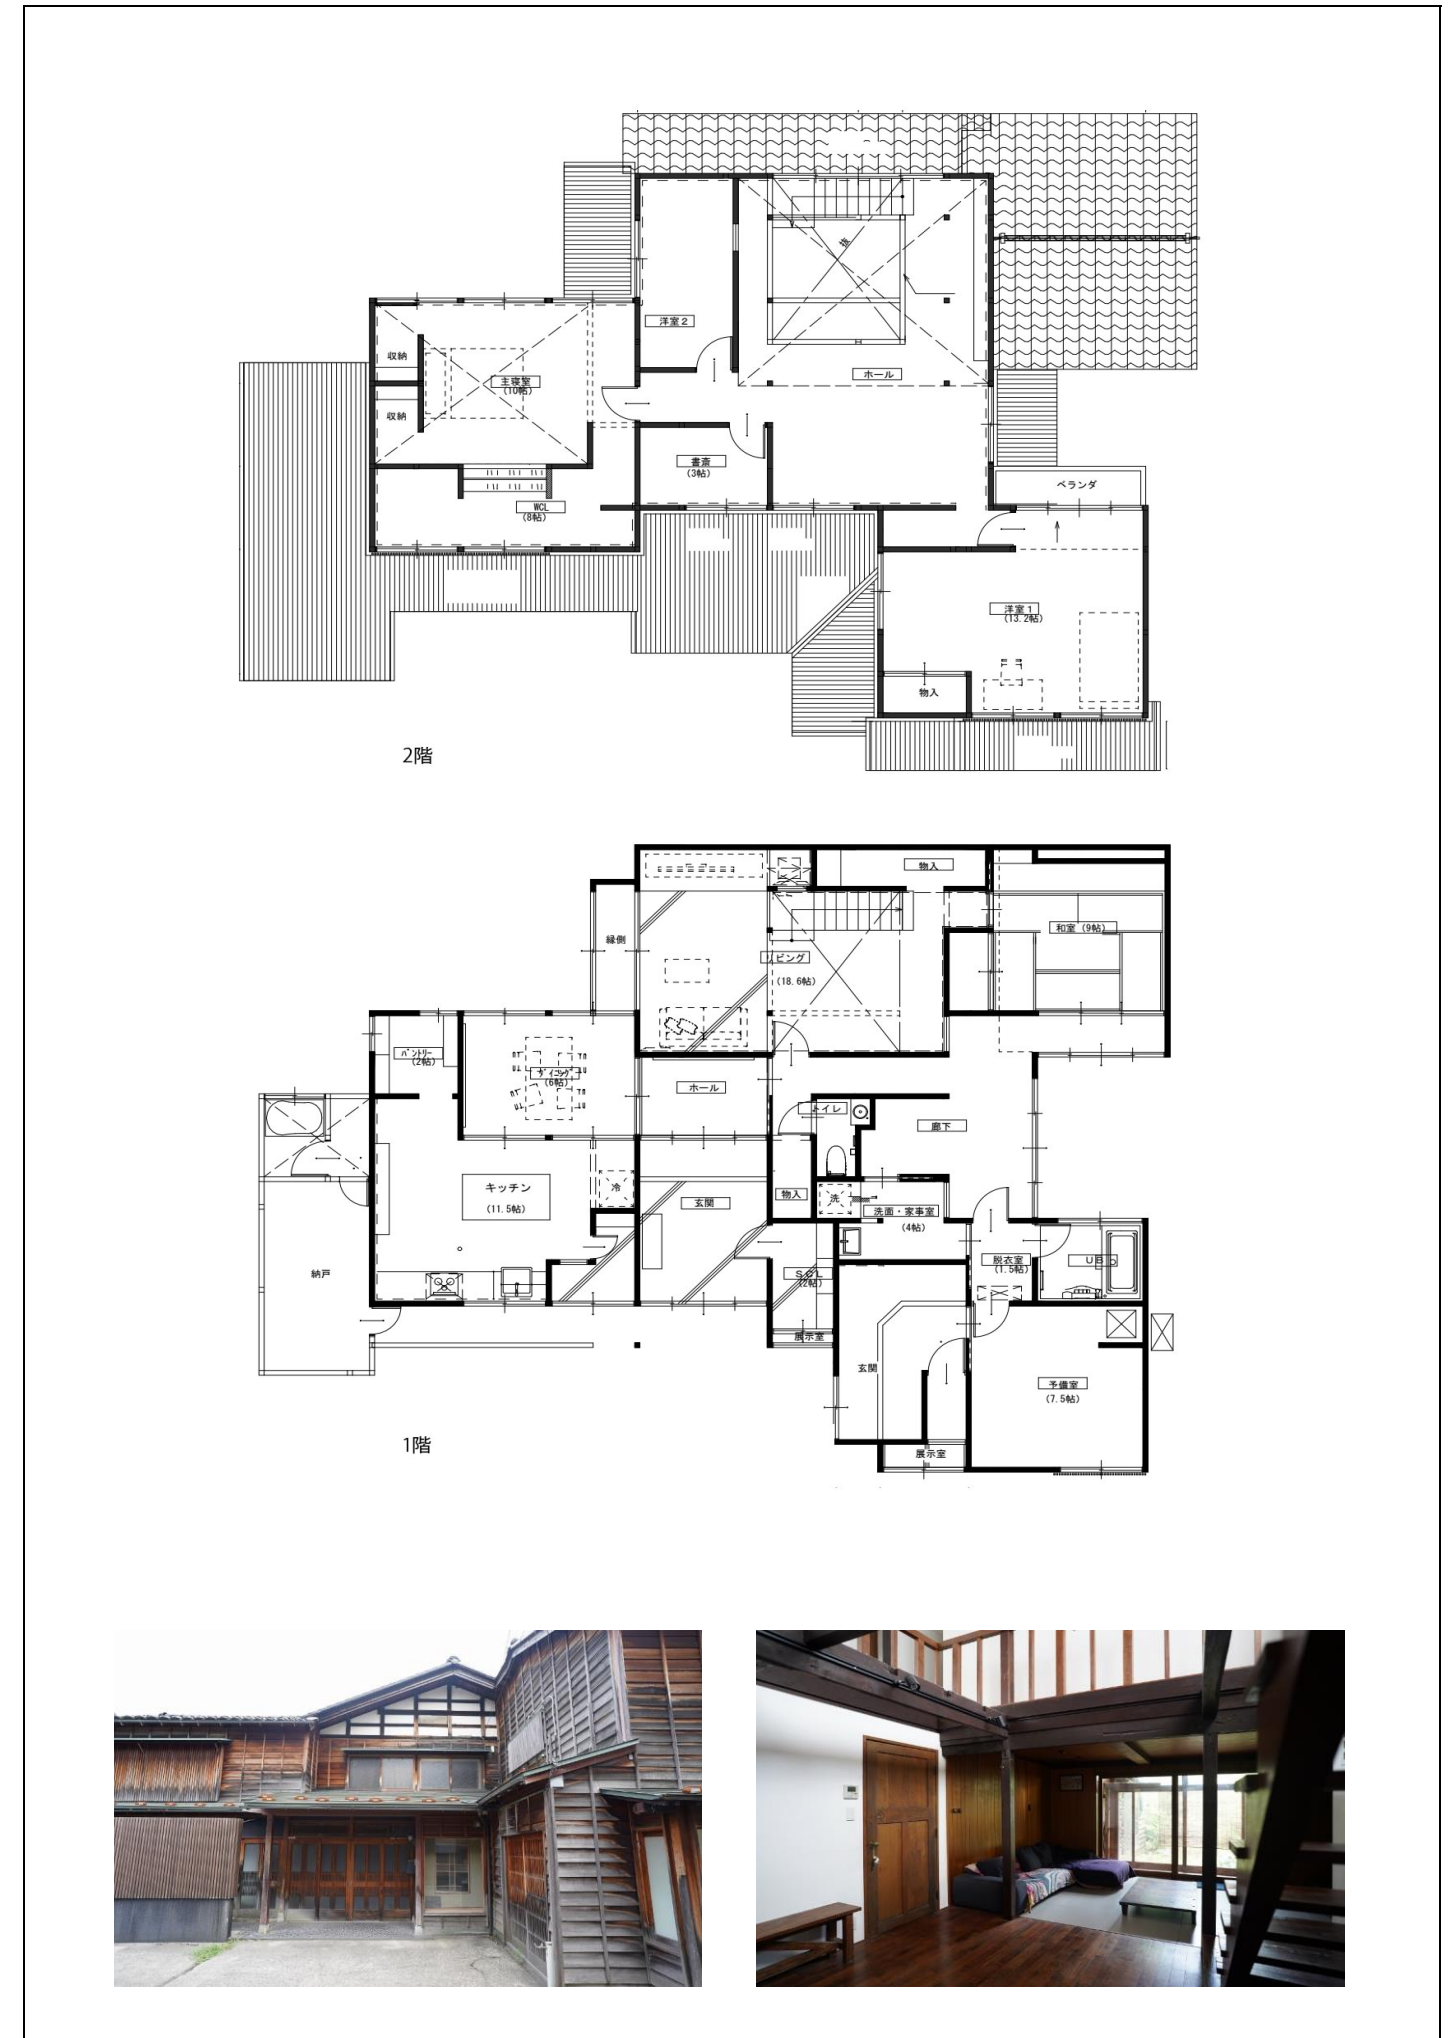 洋室2
抜
収納
ホール
主寝室
(10帖)
収納
書斎
(3帖)
ベランダ
WCL
(8帖)
洋室1
(13.2帖)
物入
2階
物入
和室(9帖)
縁側
リビング
(18.6帖)
パントリー
(2帖)
ダイニング
(6帖)
ホール
トイレ
廊下
キッチン
(11.5帖)
冷
玄関
物入
洗
洗面・家事室
(4帖)
脱衣室
(1.5帖)
UB
納戸
SCL
(2帖)
展示室
玄関
予備室
(7.5帖)
展示室
1階